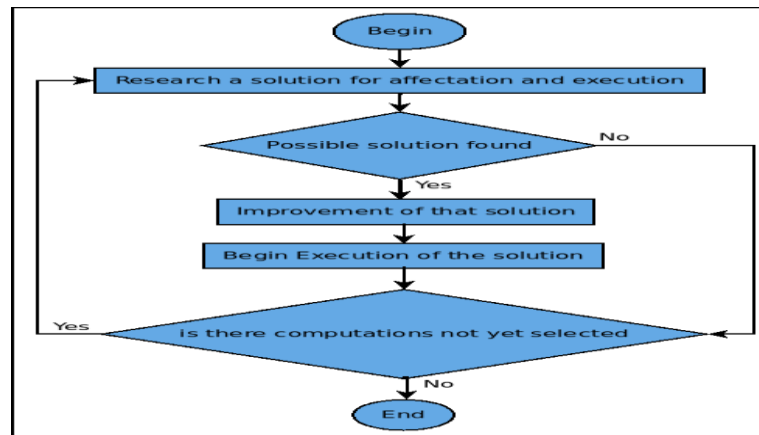 Begin
Research a solution for affectation and execution
Possible solution found
No
Yes
Improvement of that solution
Begin Execution of the solution
is there computations not yet selected
Yes
No
End